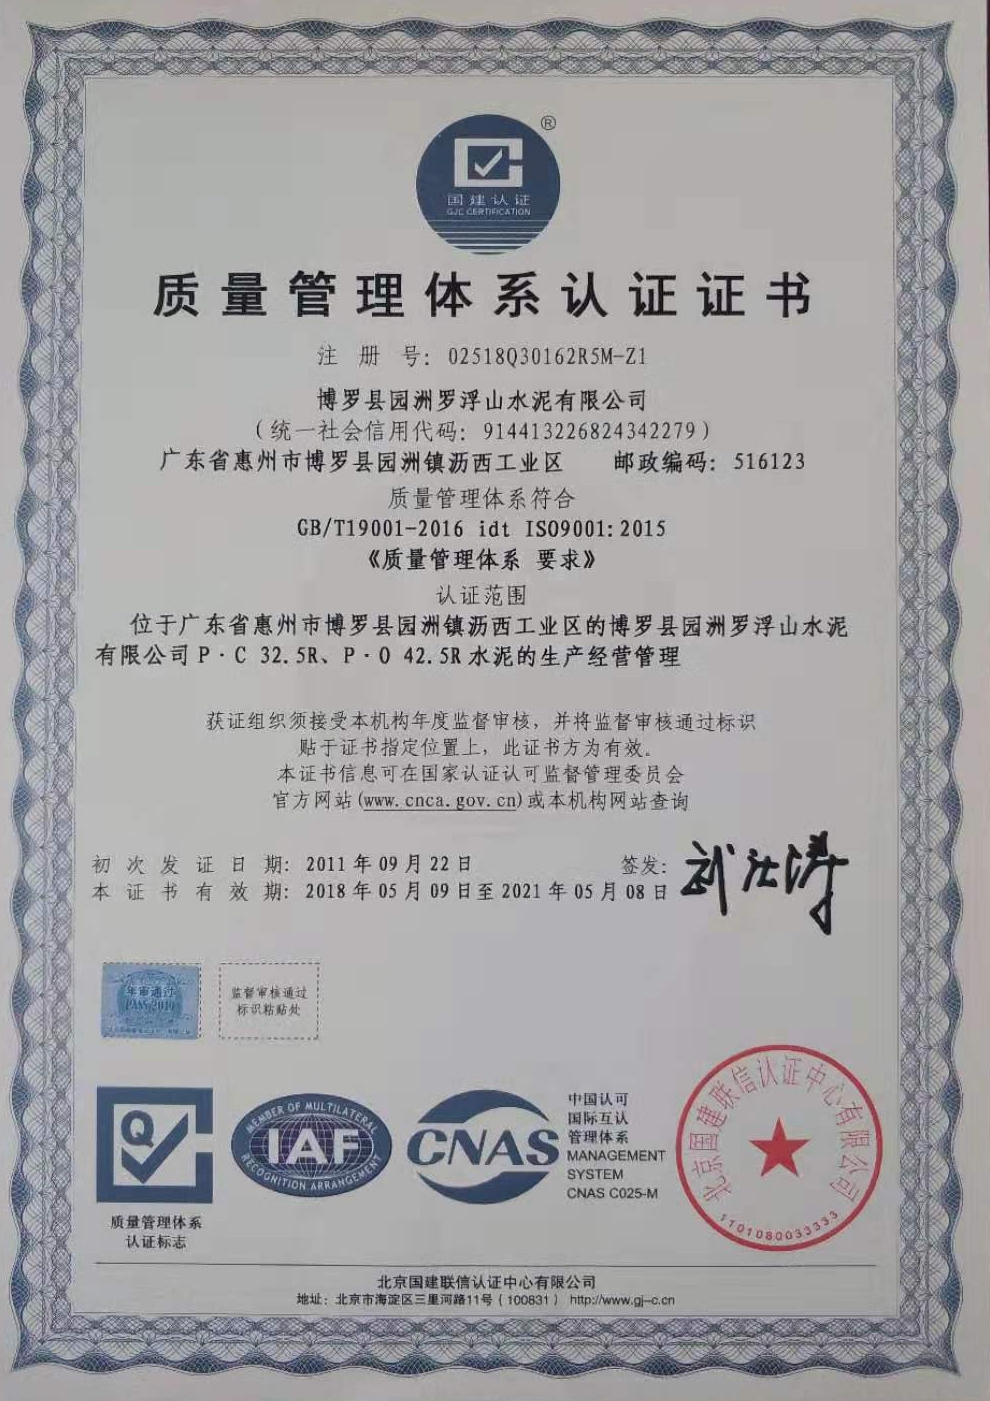 ®
国建认证
GJC CERTIFICATION
质量管理体系认证证书
注 册 号：02518Q30162R5M-Z1
博罗县园洲罗浮山水泥有限公司
（统一社会信用代码：914413226824342279）
广东省惠州市博罗县园洲镇沥西工业区 邮政编码：516123
质量管理体系符合
GB/T19001-2016 idt ISO9001:2015
《质量管理体系 要求》
认证范围
位于广东省惠州市博罗县园洲镇沥西工业区的博罗县园洲罗浮山水泥
有限公司 P·C 32.5R、P·O 42.5R 水泥的生产经营管理
获证组织须接受本机构年度监督审核，并将监督审核通过标识
贴于证书指定位置上，此证书方为有效。
本证书信息可在国家认证认可监督管理委员会
官方网站(www.cnca.gov.cn)或本机构网站查询
初 次 发 证 日 期：2011 年 09 月 22 日 签发：
本 证 书 有 效 期：2018 年 05 月 09 日至 2021 年 05 月 08 日
年审通过
PASS 2019
监督审核通过
标识粘贴处
Q
质量管理体系
认证标志
MEMBER OF MULTILATERAL
IAF
RECOGNITION ARRANGEMENT
CNAS
中国认可
国际互认
管理体系
MANAGEMENT
SYSTEM
CNAS C025-M
北京国建联信认证中心有限公司
1101080033333
北京国建联信认证中心有限公司
地址：北京市海淀区三里河路11号（100831） http://www.gj-c.cn